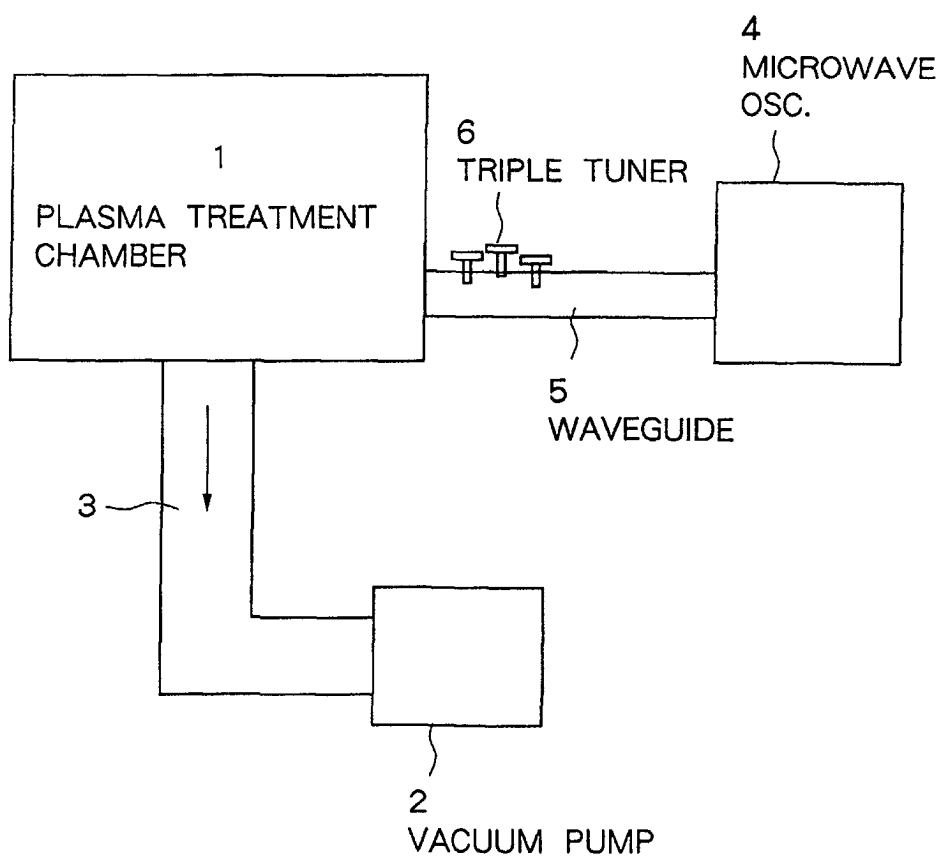 4
MICROWAVE
OSC.
6
TRIPLE TUNER
1
PLASMA TREATMENT
CHAMBER
5
WAVEGUIDE
3
2
VACUUM PUMP